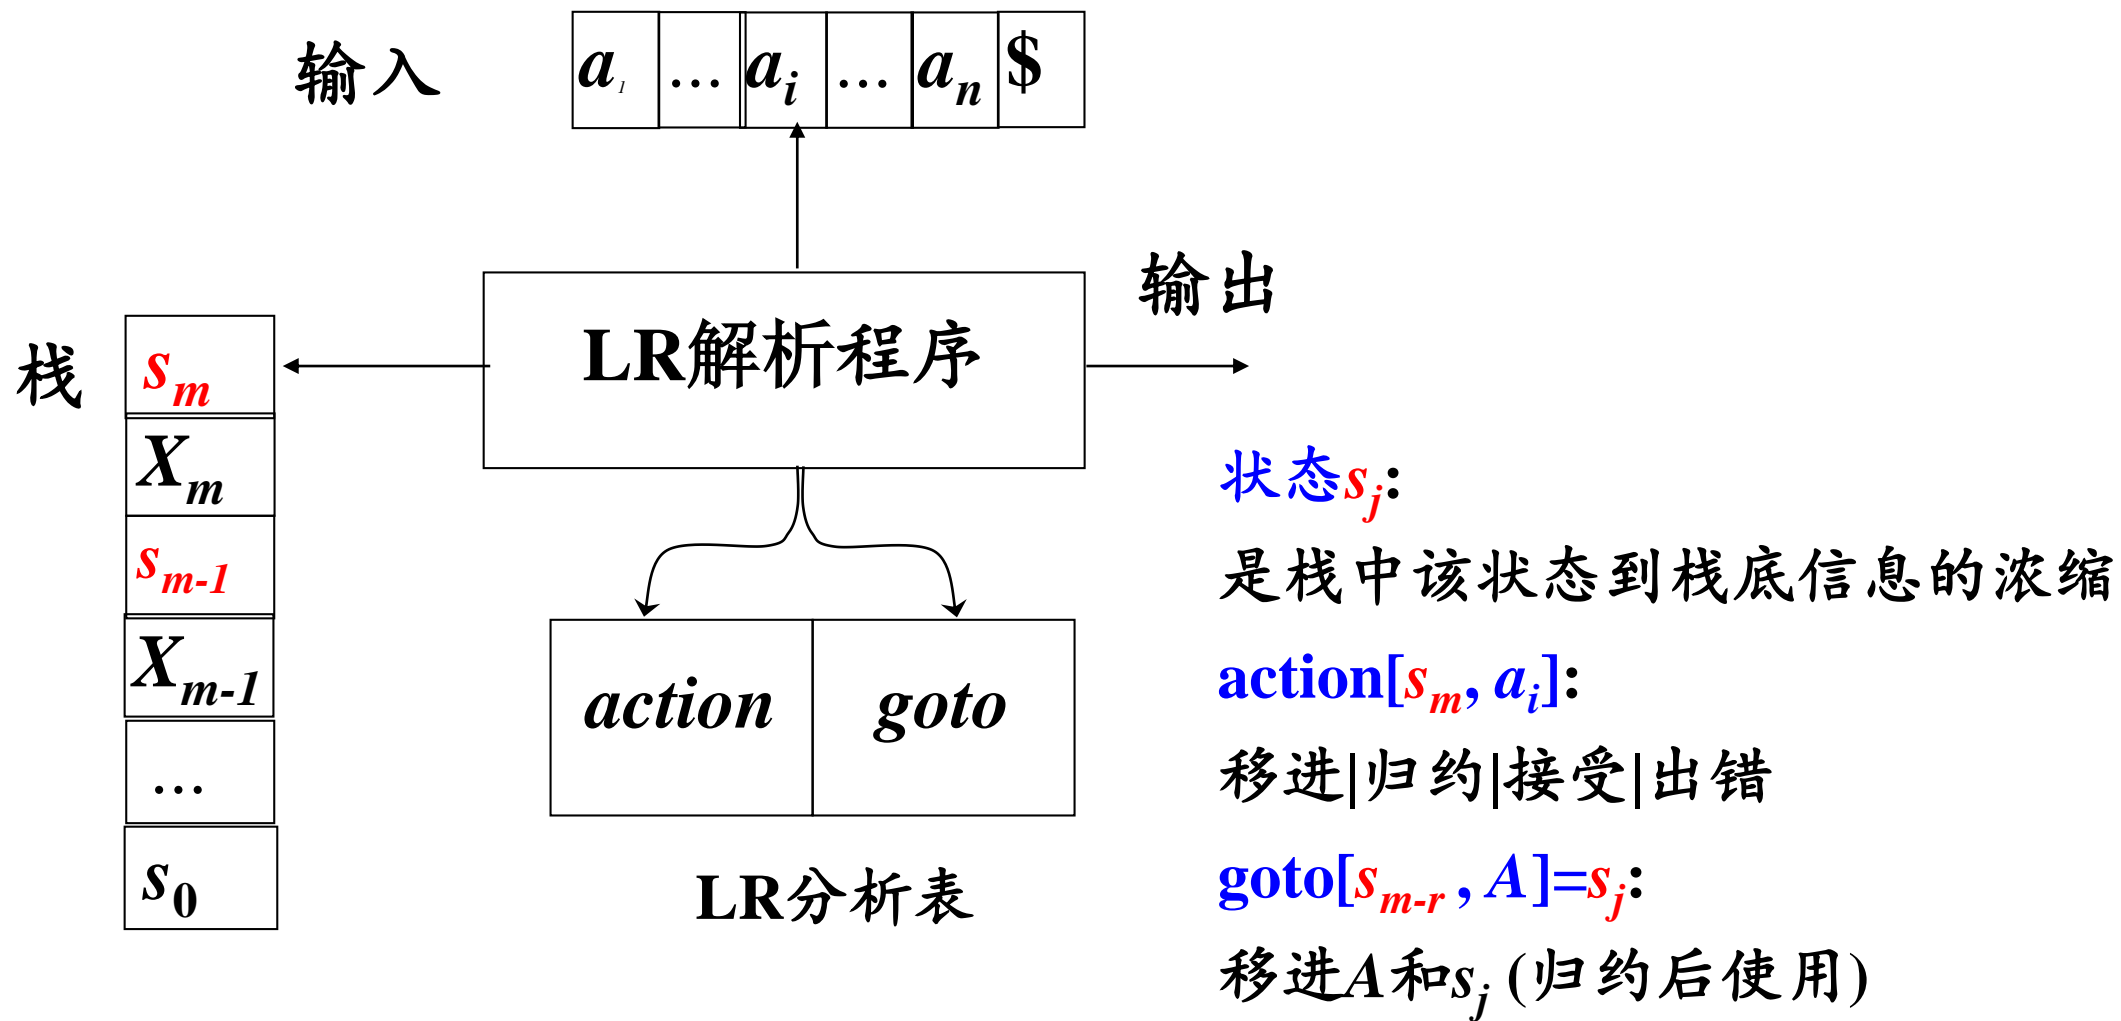 输入 a1 … ai … an $
输出
LR解析程序
栈
sm
Xm
sm-1
Xm-1
…
s0
action goto
LR分析表
状态sj:
是栈中该状态到栈底信息的浓缩
action[sm, ai]:
移进|归约|接受|出错
goto[sm-r , A]=sj:
移进A和sj (归约后使用)